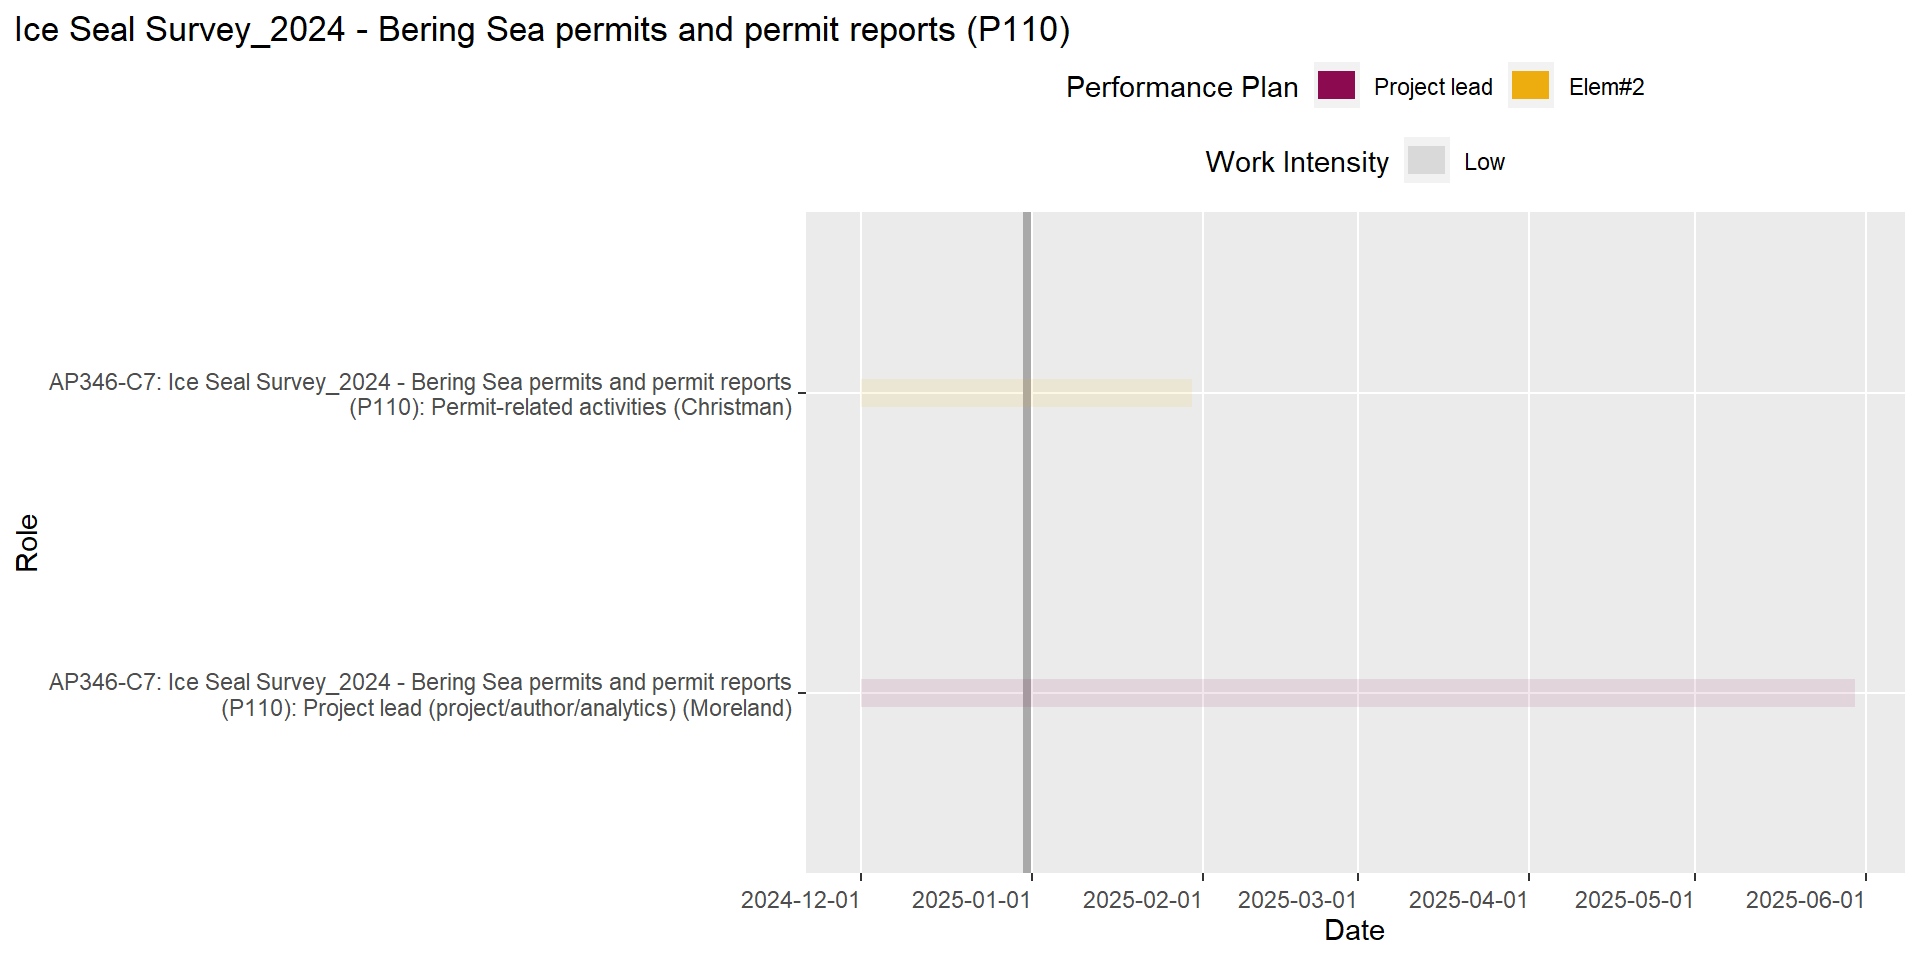 Ice Seal Survey_2024 - Bering Sea permits and permit reports (P110)
Performance Plan Project lead Elem#2
Work Intensity Low
AP346-C7: Ice Seal Survey_2024 - Bering Sea permits and permit reports
(P110): Permit-related activities (Christman)
Role
AP346-C7: Ice Seal Survey_2024 - Bering Sea permits and permit reports
(P110): Project lead (project/author/analytics) (Moreland)
2024-12-01 2025-01-01 2025-02-01 2025-03-01 2025-04-01 2025-05-01 2025-06-01
Date